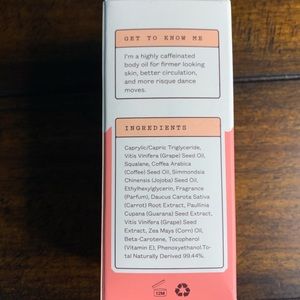 GET TO KNOW ME
I'm a highly caffeinated
body oil for firmer looking
skin, better circulation,
and more risque dance
moves.
INGREDIENTS
Caprylic/Capric Triglyceride,
Vitis Vinifera (Grape) Seed Oil,
Squalane, Coffea Arabica
(Coffee) Seed Oil, Simmondsia
Chinensis (Jojoba) Seed Oil,
Ethylhexylglycerin, Fragrance
(Parfum), Daucus Carota Sativa
(Carrot) Root Extract, Paullinia
Cupana (Guarana) Seed Extract,
Vitis Vinifera (Grape) Seed
Extract, Zea Mays (Corn) Oil,
Beta-Carotene, Tocopherol
(Vitamin E), Phenoxyethanol.To-
tal Naturally Derived 99.44%.
12M